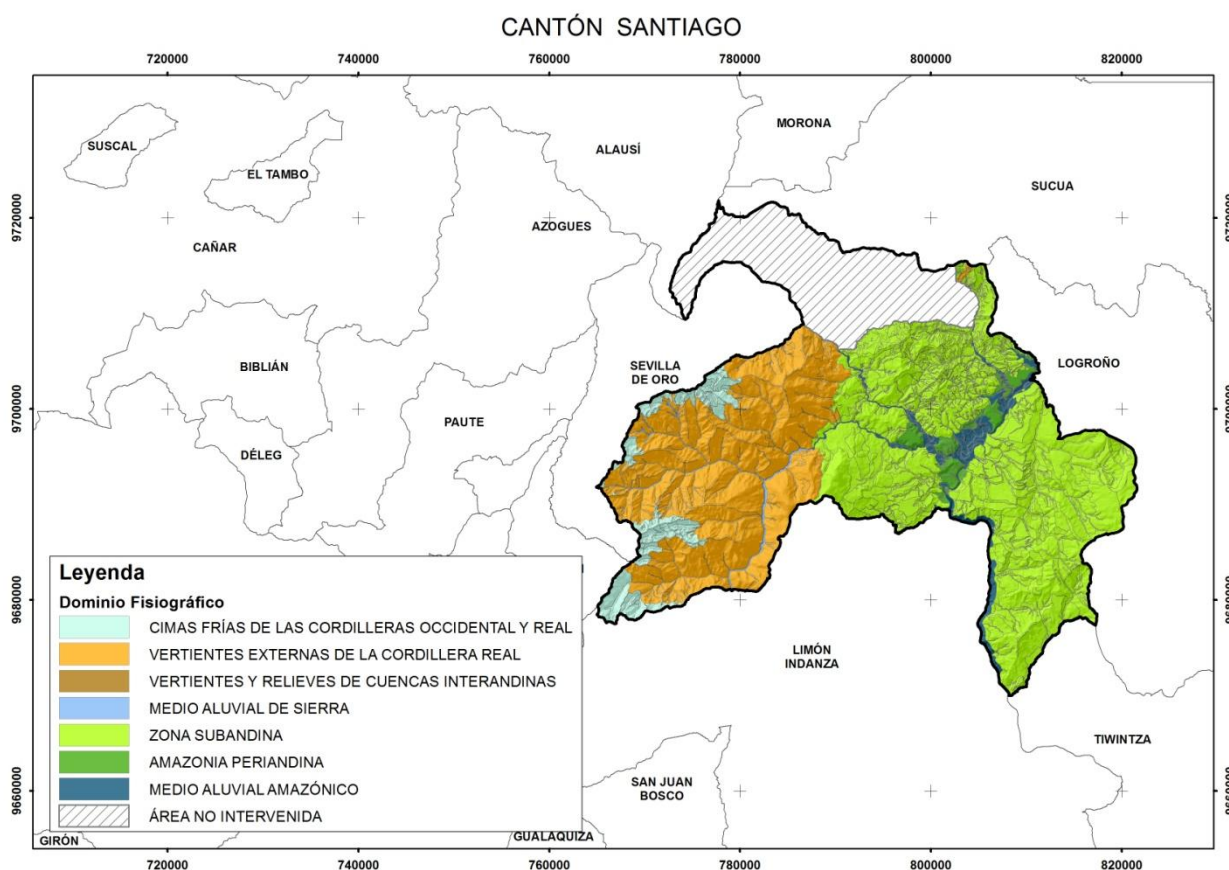 CANTÓN SANTIAGO
720000 740000 760000 780000 800000 820000
MORONA
SUSCAL
ALAUSÍ
EL TAMBO
SUCUA
9720000
AZOGUES
CAÑAR
BIBLIÁN
SEVILLA
DE ORO
LOGROÑO
9700000
PAUTE
DÉLEG
9680000
LIMÓN
INDANZA
TIWINTZA
SAN JUAN
BOSCO
9660000
GIRÓN
GUALAQUIZA
Leyenda
Dominio Fisiográfico
CIMAS FRÍAS DE LAS CORDILLERAS OCCIDENTAL Y REAL
VERTIENTES EXTERNAS DE LA CORDILLERA REAL
VERTIENTES Y RELIEVES DE CUENCAS INTERANDINAS
MEDIO ALUVIAL DE SIERRA
ZONA SUBANDINA
AMAZONIA PERIANDINA
MEDIO ALUVIAL AMAZÓNICO
ÁREA NO INTERVENIDA
720000 740000 760000 780000 800000 820000